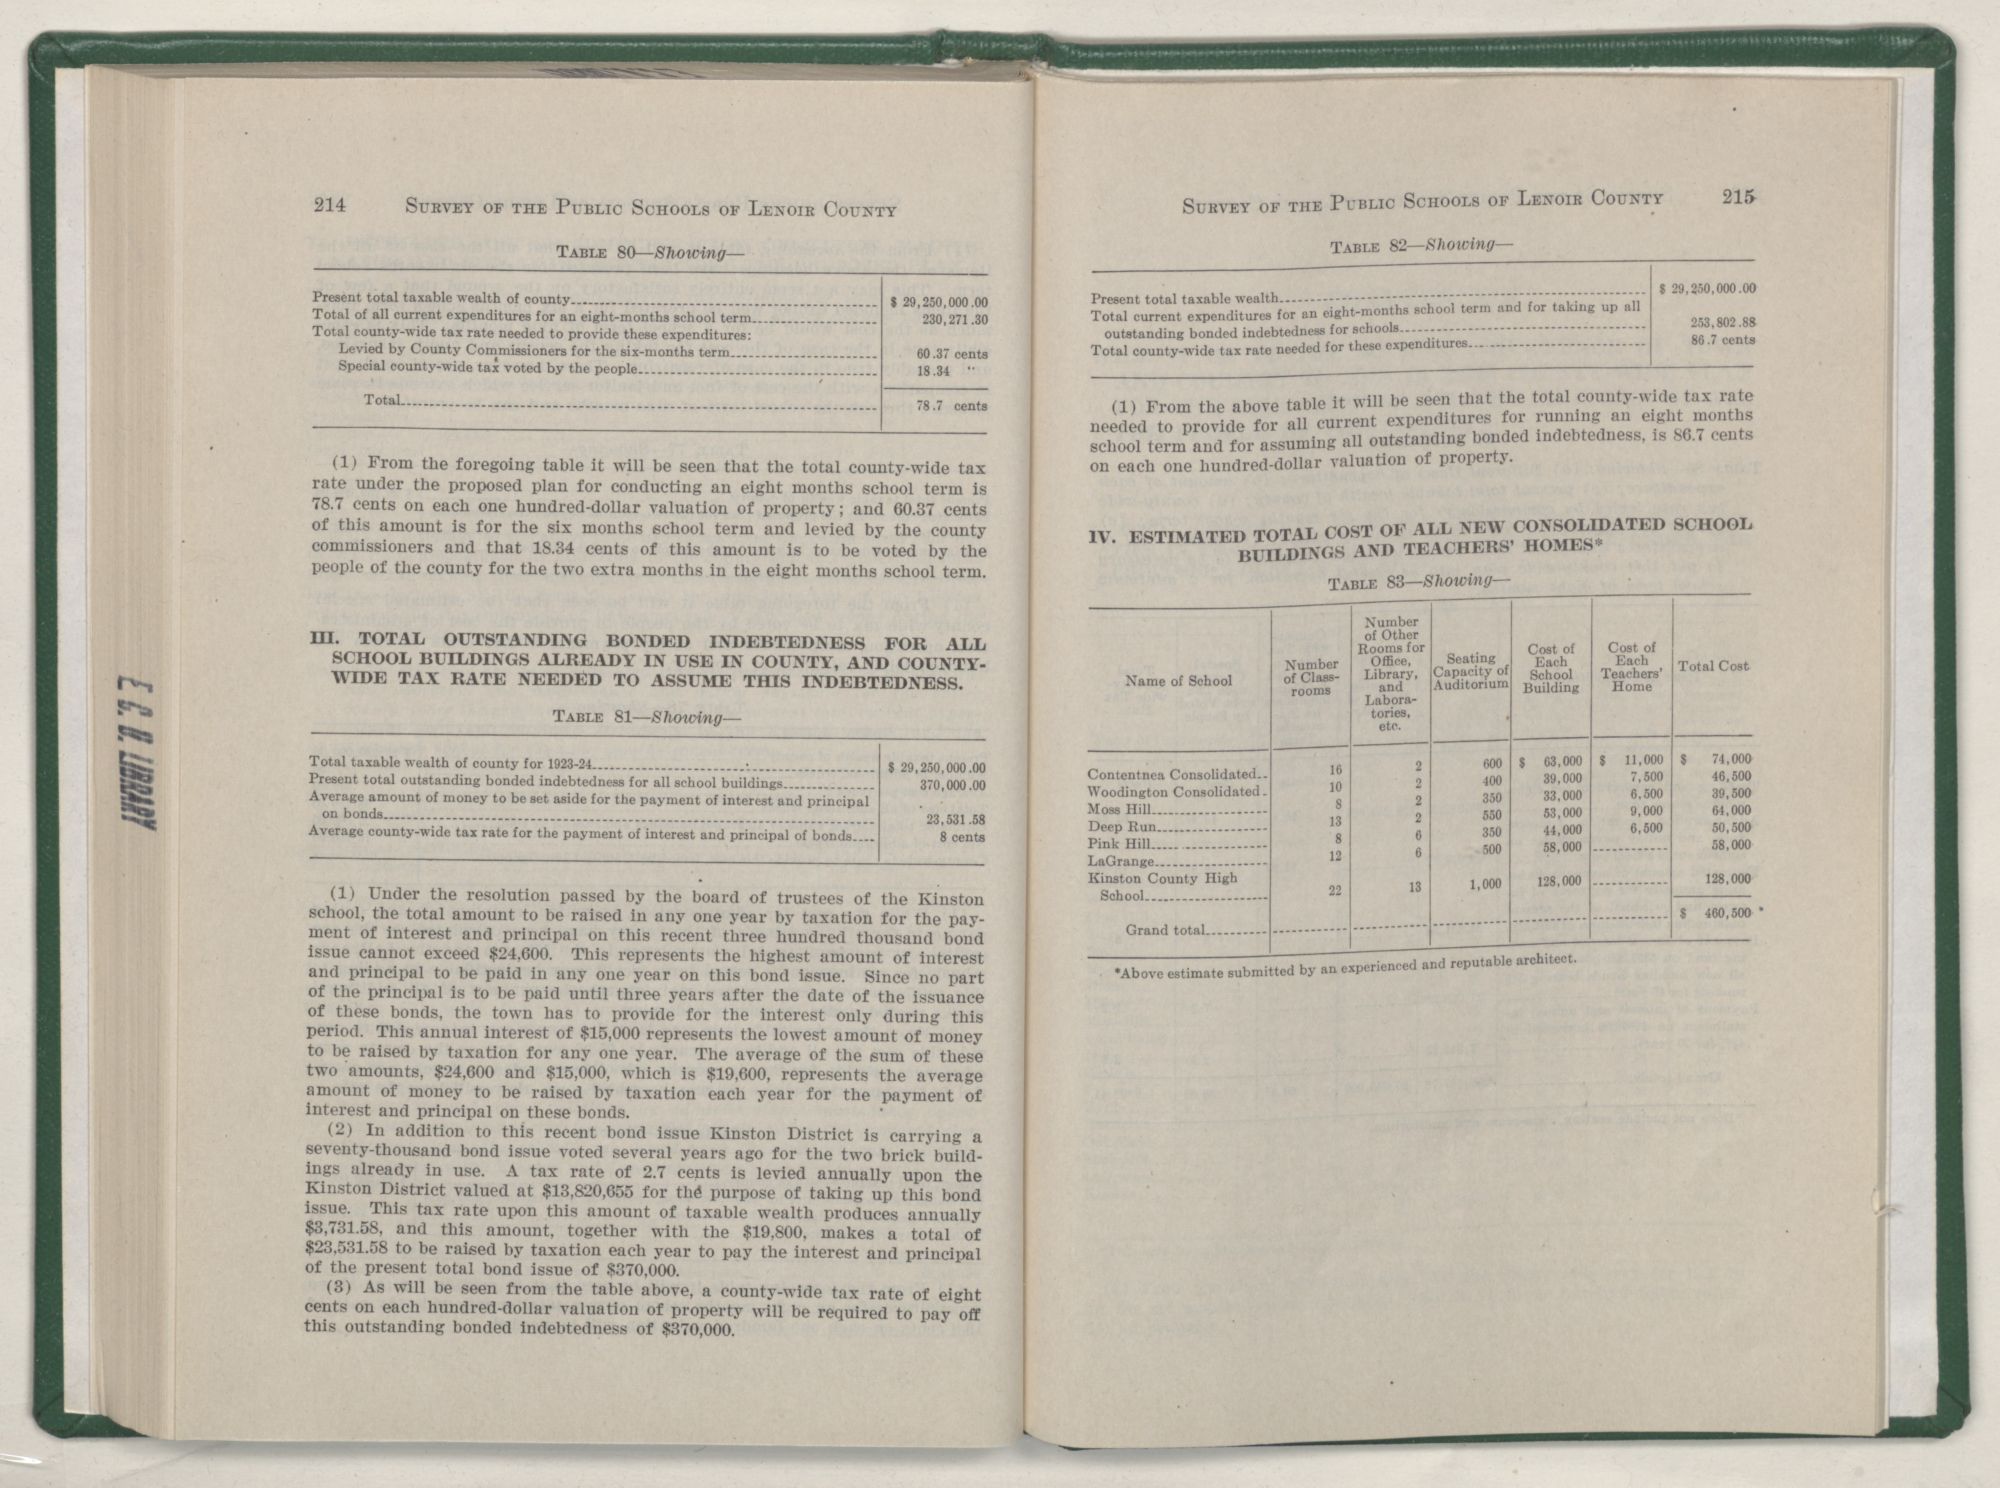 E. C. U. LIBRARY
214 SURVEY OF THE PUBLIC SCHOOLS OF LENOIR COUNTY
TABLE 80—Showing—
Present total taxable wealth of county $ 29,250,000.00
Total of all current expenditures for an eight-months school term 230,271.30
Total county-wide tax rate needed to provide these expenditures:
Levied by County Commissioners for the six-months term 60.37 cents
Special county-wide tax voted by the people 18.34 "
Total 78.7 cents
(1) From the foregoing table it will be seen that the total county-wide tax
rate under the proposed plan for conducting an eight months school term is
78.7 cents on each one hundred-dollar valuation of property; and 60.37 cents
of this amount is for the six months school term and levied by the county
commissioners and that 18.34 cents of this amount is to be voted by the
people of the county for the two extra months in the eight months school term.
III. TOTAL OUTSTANDING BONDED INDEBTEDNESS FOR ALL
SCHOOL BUILDINGS ALREADY IN USE IN COUNTY, AND COUNTY-
WIDE TAX RATE NEEDED TO ASSUME THIS INDEBTEDNESS.
TABLE 81—Showing—
Total taxable wealth of county for 1923-24 $ 29,250,000.00
Present total outstanding bonded indebtedness for all school buildings 370,000.00
Average amount of money to be set aside for the payment of interest and principal
on bonds 23,531.58
Average county-wide tax rate for the payment of interest and principal of bonds 8 cents
(1) Under the resolution passed by the board of trustees of the Kinston
school, the total amount to be raised in any one year by taxation for the pay-
ment of interest and principal on this recent three hundred thousand bond
issue cannot exceed $24,600. This represents the highest amount of interest
and principal to be paid in any one year on this bond issue. Since no part
of the principal is to be paid until three years after the date of the issuance
of these bonds, the town has to provide for the interest only during this
period. This annual interest of $15,000 represents the lowest amount of money
to be raised by taxation for any one year. The average of the sum of these
two amounts, $24,600 and $15,000, which is $19,600, represents the average
amount of money to be raised by taxation each year for the payment of
interest and principal on these bonds.
(2) In addition to this recent bond issue Kinston District is carrying a
seventy-thousand bond issue voted several years ago for the two brick build-
ings already in use. A tax rate of 2.7 cents is levied annually upon the
Kinston District valued at $13,820,655 for the purpose of taking up this bond
issue. This tax rate upon this amount of taxable wealth produces annually
$3,731.58, and this amount, together with the $19,800, makes a total of
$23,531.58 to be raised by taxation each year to pay the interest and principal
of the present total bond issue of $370,000.
(3) As will be seen from the table above, a county-wide tax rate of eight
cents on each hundred-dollar valuation of property will be required to pay off
this outstanding bonded indebtedness of $370,000.
SURVEY OF THE PUBLIC SCHOOLS OF LENOIR COUNTY 215
TABLE 82—Showing—
Present total taxable wealth $ 29,250,000.00
Total current expenditures for an eight-months school term and for taking up all
outstanding bonded indebtedness for schools 253,802.88
Total county-wide tax rate needed for these expenditures 86.7 cents
(1) From the above table it will be seen that the total county-wide tax rate
needed to provide for all current expenditures for running an eight months
school term and for assuming all outstanding bonded indebtedness, is 86.7 cents
on each one hundred-dollar valuation of property.
IV. ESTIMATED TOTAL COST OF ALL NEW CONSOLIDATED SCHOOL
BUILDINGS AND TEACHERS' HOMES*
TABLE 83—Showing—
Name of School
Number
of Class-
rooms
Number
of Other
Rooms for
Office,
Library,
and
Labora-
tories,
etc.
Seating
Capacity of
Auditorium
Cost of
Each
School
Building
Cost of
Each
Teachers'
Home
Total Cost
Contentnea Consolidated 16 2 600 $ 63,000 $ 11,000 $ 74,000
Woodington Consolidated 10 2 400 39,000 7,500 46,500
Moss Hill 8 2 350 33,000 6,500 39,500
Deep Run 13 2 550 53,000 9,000 64,000
Pink Hill 8 6 350 44,000 6,500 50,500
LaGrange 12 6 500 58,000 58,000
Kinston County High
School 22 13 1,000 128,000 128,000
Grand total $ 460,500
*Above estimate submitted by an experienced and reputable architect.